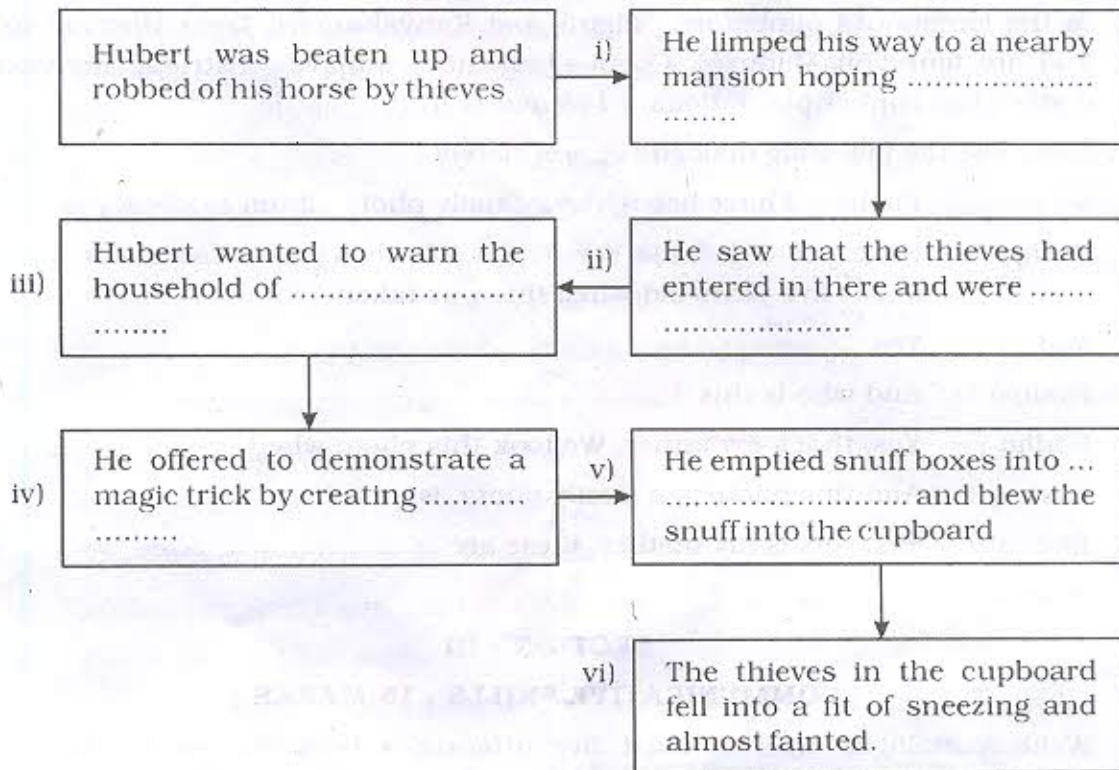 Hubert was beaten up and
robbed of his horse by thieves
i)
He limped his way to a nearby
mansion hoping ........................
........
ii)
He saw that the thieves had
entered in there and were .......
...................
iii)
Hubert wanted to warn the
household of ........................
........
iv)
He offered to demonstrate a
magic trick by creating ............
.........
v)
He emptied snuff boxes into ...
......................... and blew the
snuff into the cupboard
vi)
The thieves in the cupboard
fell into a fit of sneezing and
almost fainted.